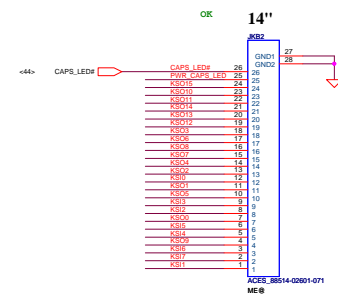 OK
14"
JKB2
GND1 27
GND2 28
<44> CAPS_LED# CAPS_LED# 26 26
PWR_CAPS_LED 25 25
KSO15 24 24
KSO10 23 23
KSO11 22 22
KSO14 21 21
KSO13 20 20
KSO12 19 19
KSO3 18 18
KSO6 17 17
KSO8 16 16
KSO7 15 15
KSO4 14 14
KSO2 13 13
KSI0 12 12
KSO1 11 11
KSO5 10 10
KSI3 9 9
KSI2 8 8
KSO0 7 7
KSI5 6 6
KSI4 5 5
KSO9 4 4
KSI6 3 3
KSI7 2 2
KSI1 1 1
ACES_88514-02601-071
ME@